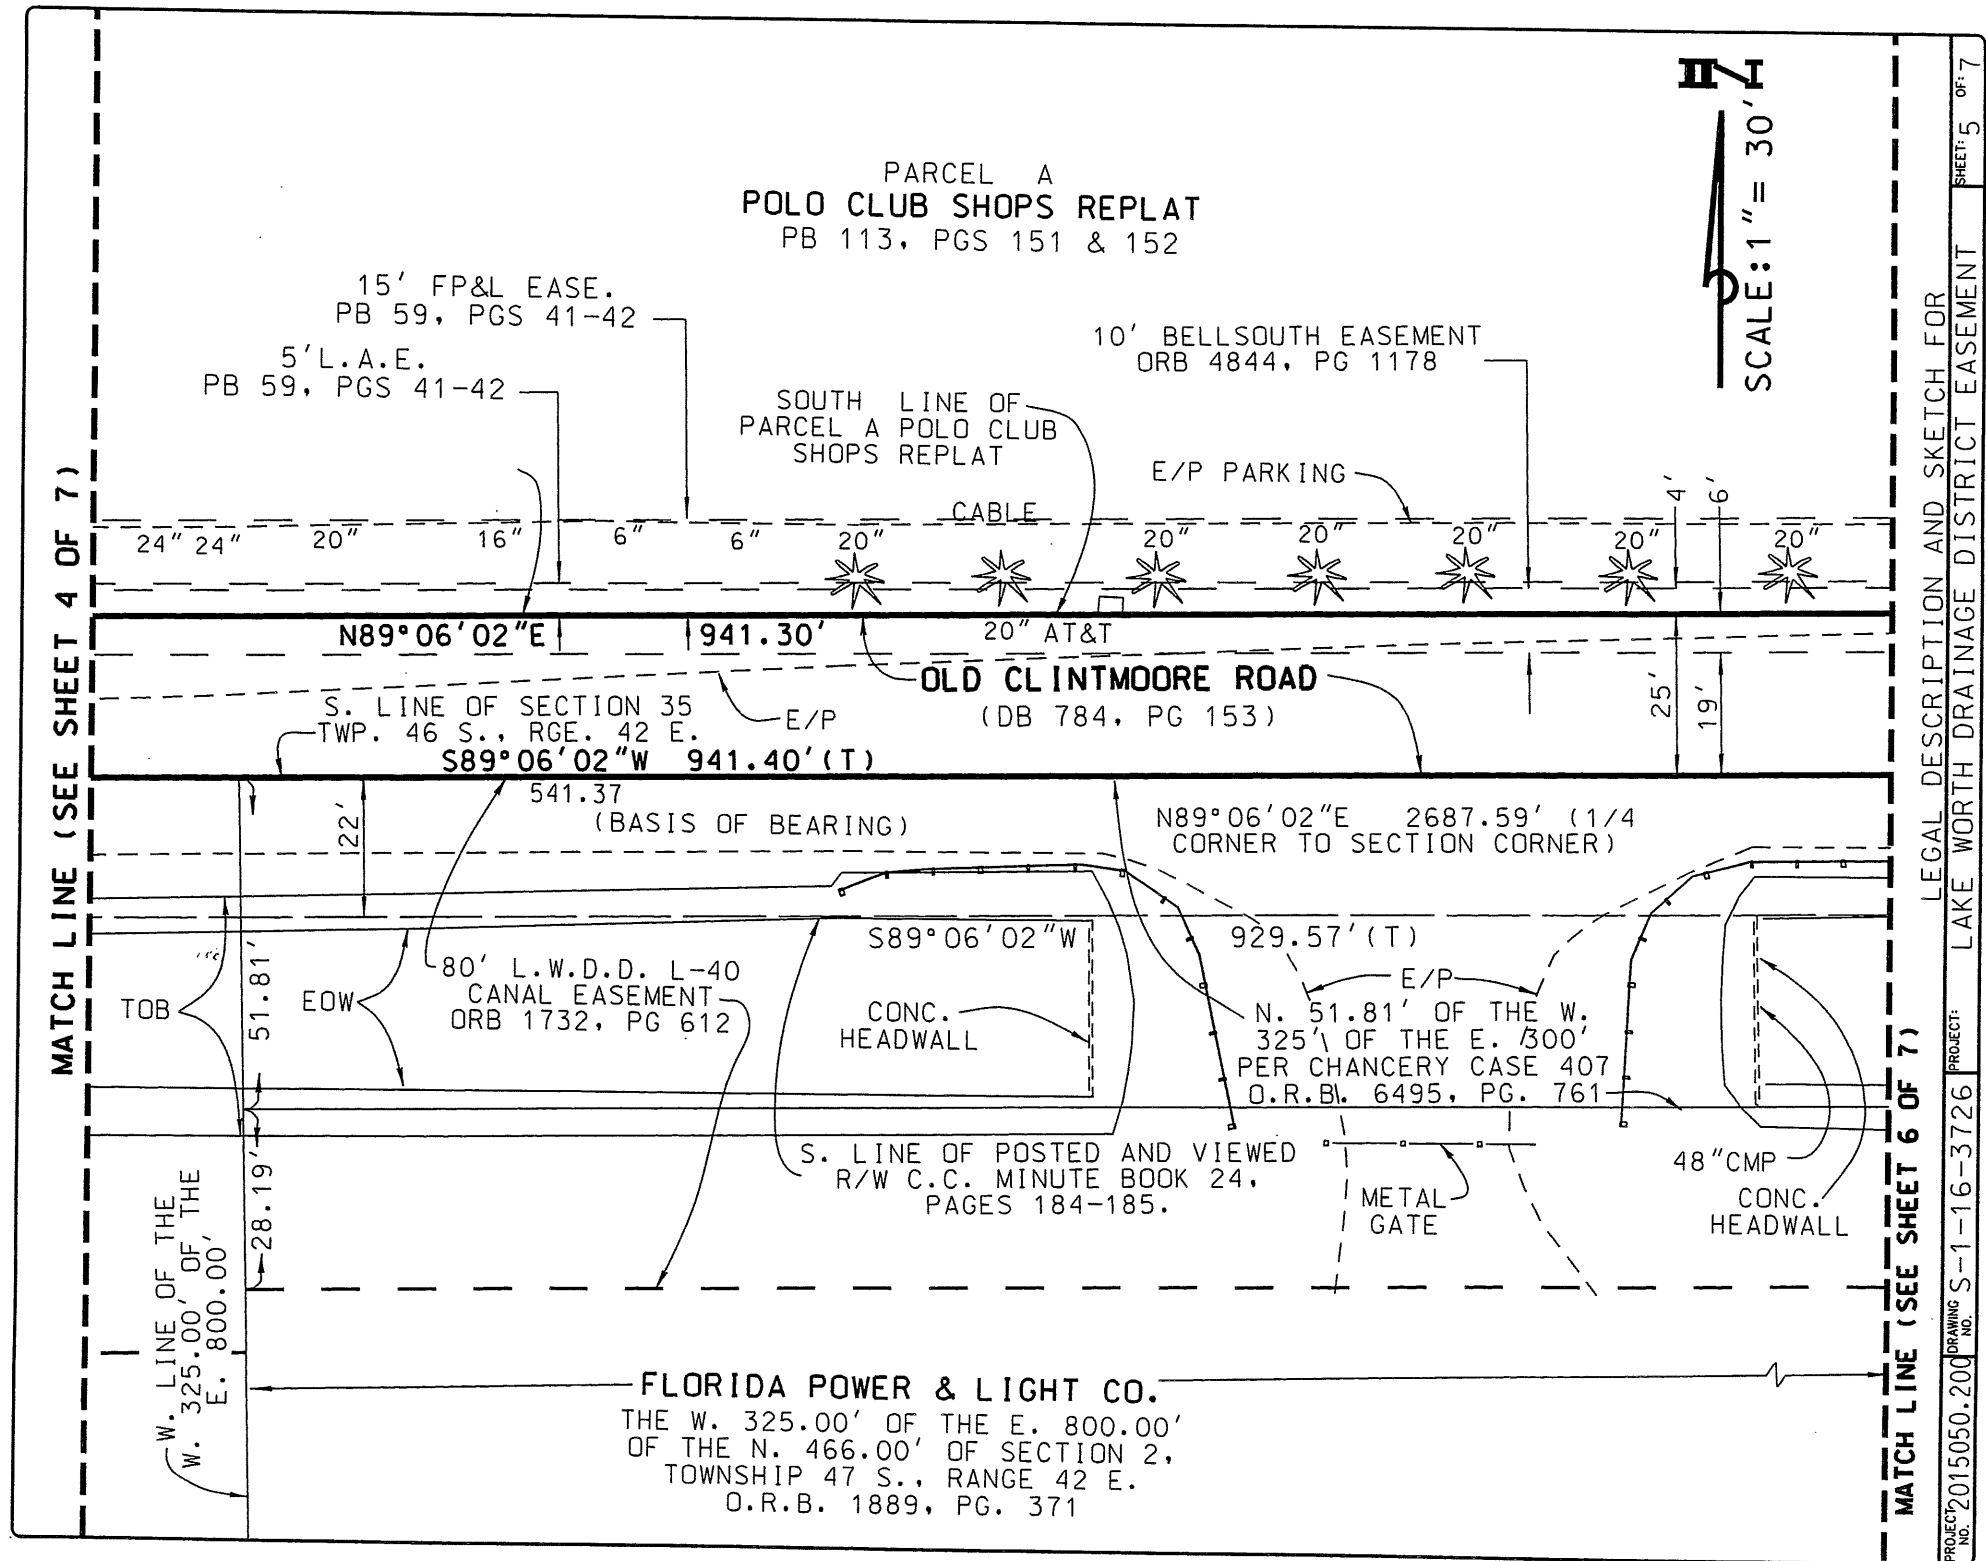 PARCEL A
POLO CLUB SHOPS REPLAT
PB 113, PGS 151 & 152
N
SCALE:1"= 30'
15' FP&L EASE.
PB 59, PGS 41-42
5'L.A.E.
PB 59, PGS 41-42
SOUTH LINE OF
PARCEL A POLO CLUB
SHOPS REPLAT
10' BELLSOUTH EASEMENT
ORB 4844, PG 1178
E/P PARKING
CABLE
4'
6'
24" 24" 20" 16" 6" 6" 20" 20" 20" 20" 20" 20"
N89°06'02"E 941.30'
20" AT&T
OLD CLINTMOORE ROAD
(DB 784, PG 153)
25'
19'
S. LINE OF SECTION 35
TWP. 46 S., RGE. 42 E.
E/P
S89°06'02"W 941.40'(T)
541.37
(BASIS OF BEARING)
22'
N89°06'02"E 2687.59' (1/4
CORNER TO SECTION CORNER)
S89°06'02"W 929.57'(T)
TOB
51.81'
EOW
80' L.W.D.D. L-40
CANAL EASEMENT
ORB 1732, PG 612
CONC.
HEADWALL
E/P
N. 51.81' OF THE W.
325' OF THE E. 300'
PER CHANCERY CASE 407
O.R.B. 6495, PG. 761
S. LINE OF POSTED AND VIEWED
R/W C.C. MINUTE BOOK 24,
PAGES 184-185.
METAL
GATE
48"CMP
CONC.
HEADWALL
28.19'
W. LINE OF THE
W. 325.00' OF THE
E. 800.00'
FLORIDA POWER & LIGHT CO.
THE W. 325.00' OF THE E. 800.00'
OF THE N. 466.00' OF SECTION 2,
TOWNSHIP 47 S., RANGE 42 E.
O.R.B. 1889, PG. 371
MATCH LINE (SEE SHEET 4 OF 7)
MATCH LINE (SEE SHEET 6 OF 7)
PROJECT NO. 2015050.200
DRAWING NO. S-1-16-3726
PROJECT:
LEGAL DESCRIPTION AND SKETCH FOR
LAKE WORTH DRAINAGE DISTRICT EASEMENT
SHEET: 5 OF: 7